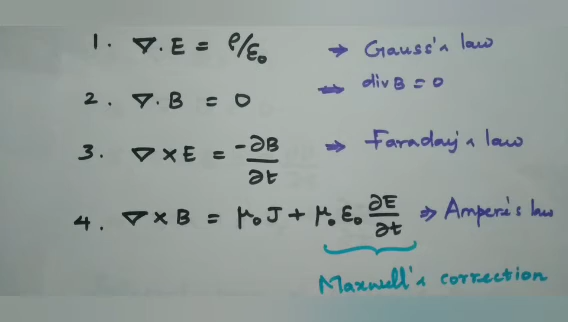 1. ∇.E = ρ/ε₀ → Gauss's law
2. ∇.B = 0 ⇒ div B = 0
3. ∇×E = -∂B/∂t → Faraday's law
4. ∇×B = μ₀J + μ₀ε₀ ∂E/∂t ⇒ Ampere's law
Maxwell's correction